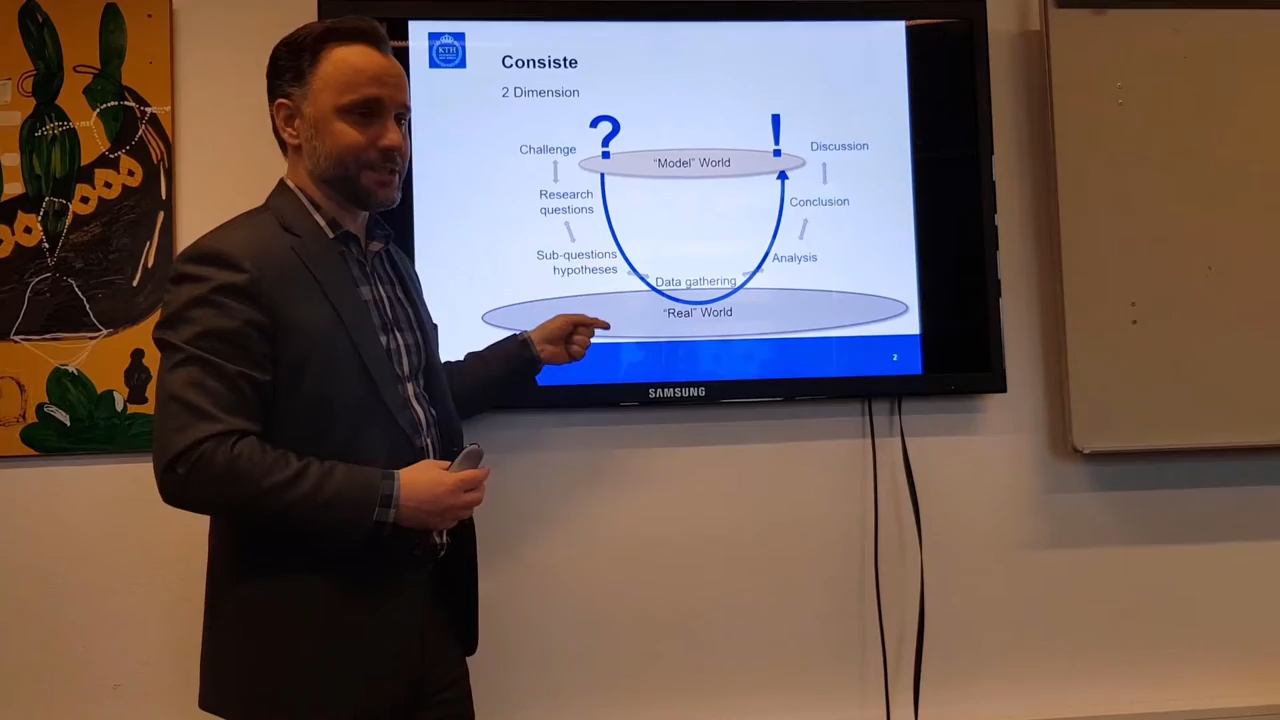 KTH
Consiste
2 Dimension
?
!
Challenge
"Model" World
Discussion
Research
questions
Conclusion
Sub-questions
hypotheses
Analysis
Data gathering
"Real" World
2
SAMSUNG